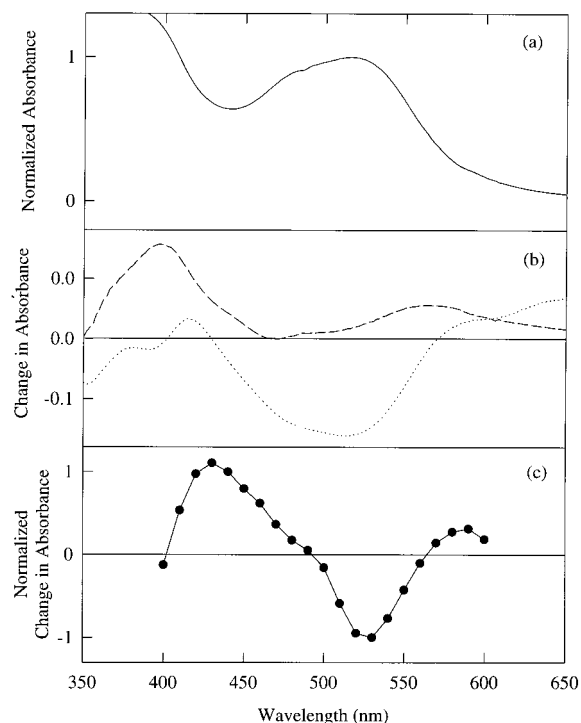 (a)
Normalized Absorbance
1
0
(b)
Change in Absorbance
0.0
0.0
-0.1
(c)
Normalized
Change in Absorbance
1
0
-1
350 400 450 500 550 600 650
Wavelength (nm)